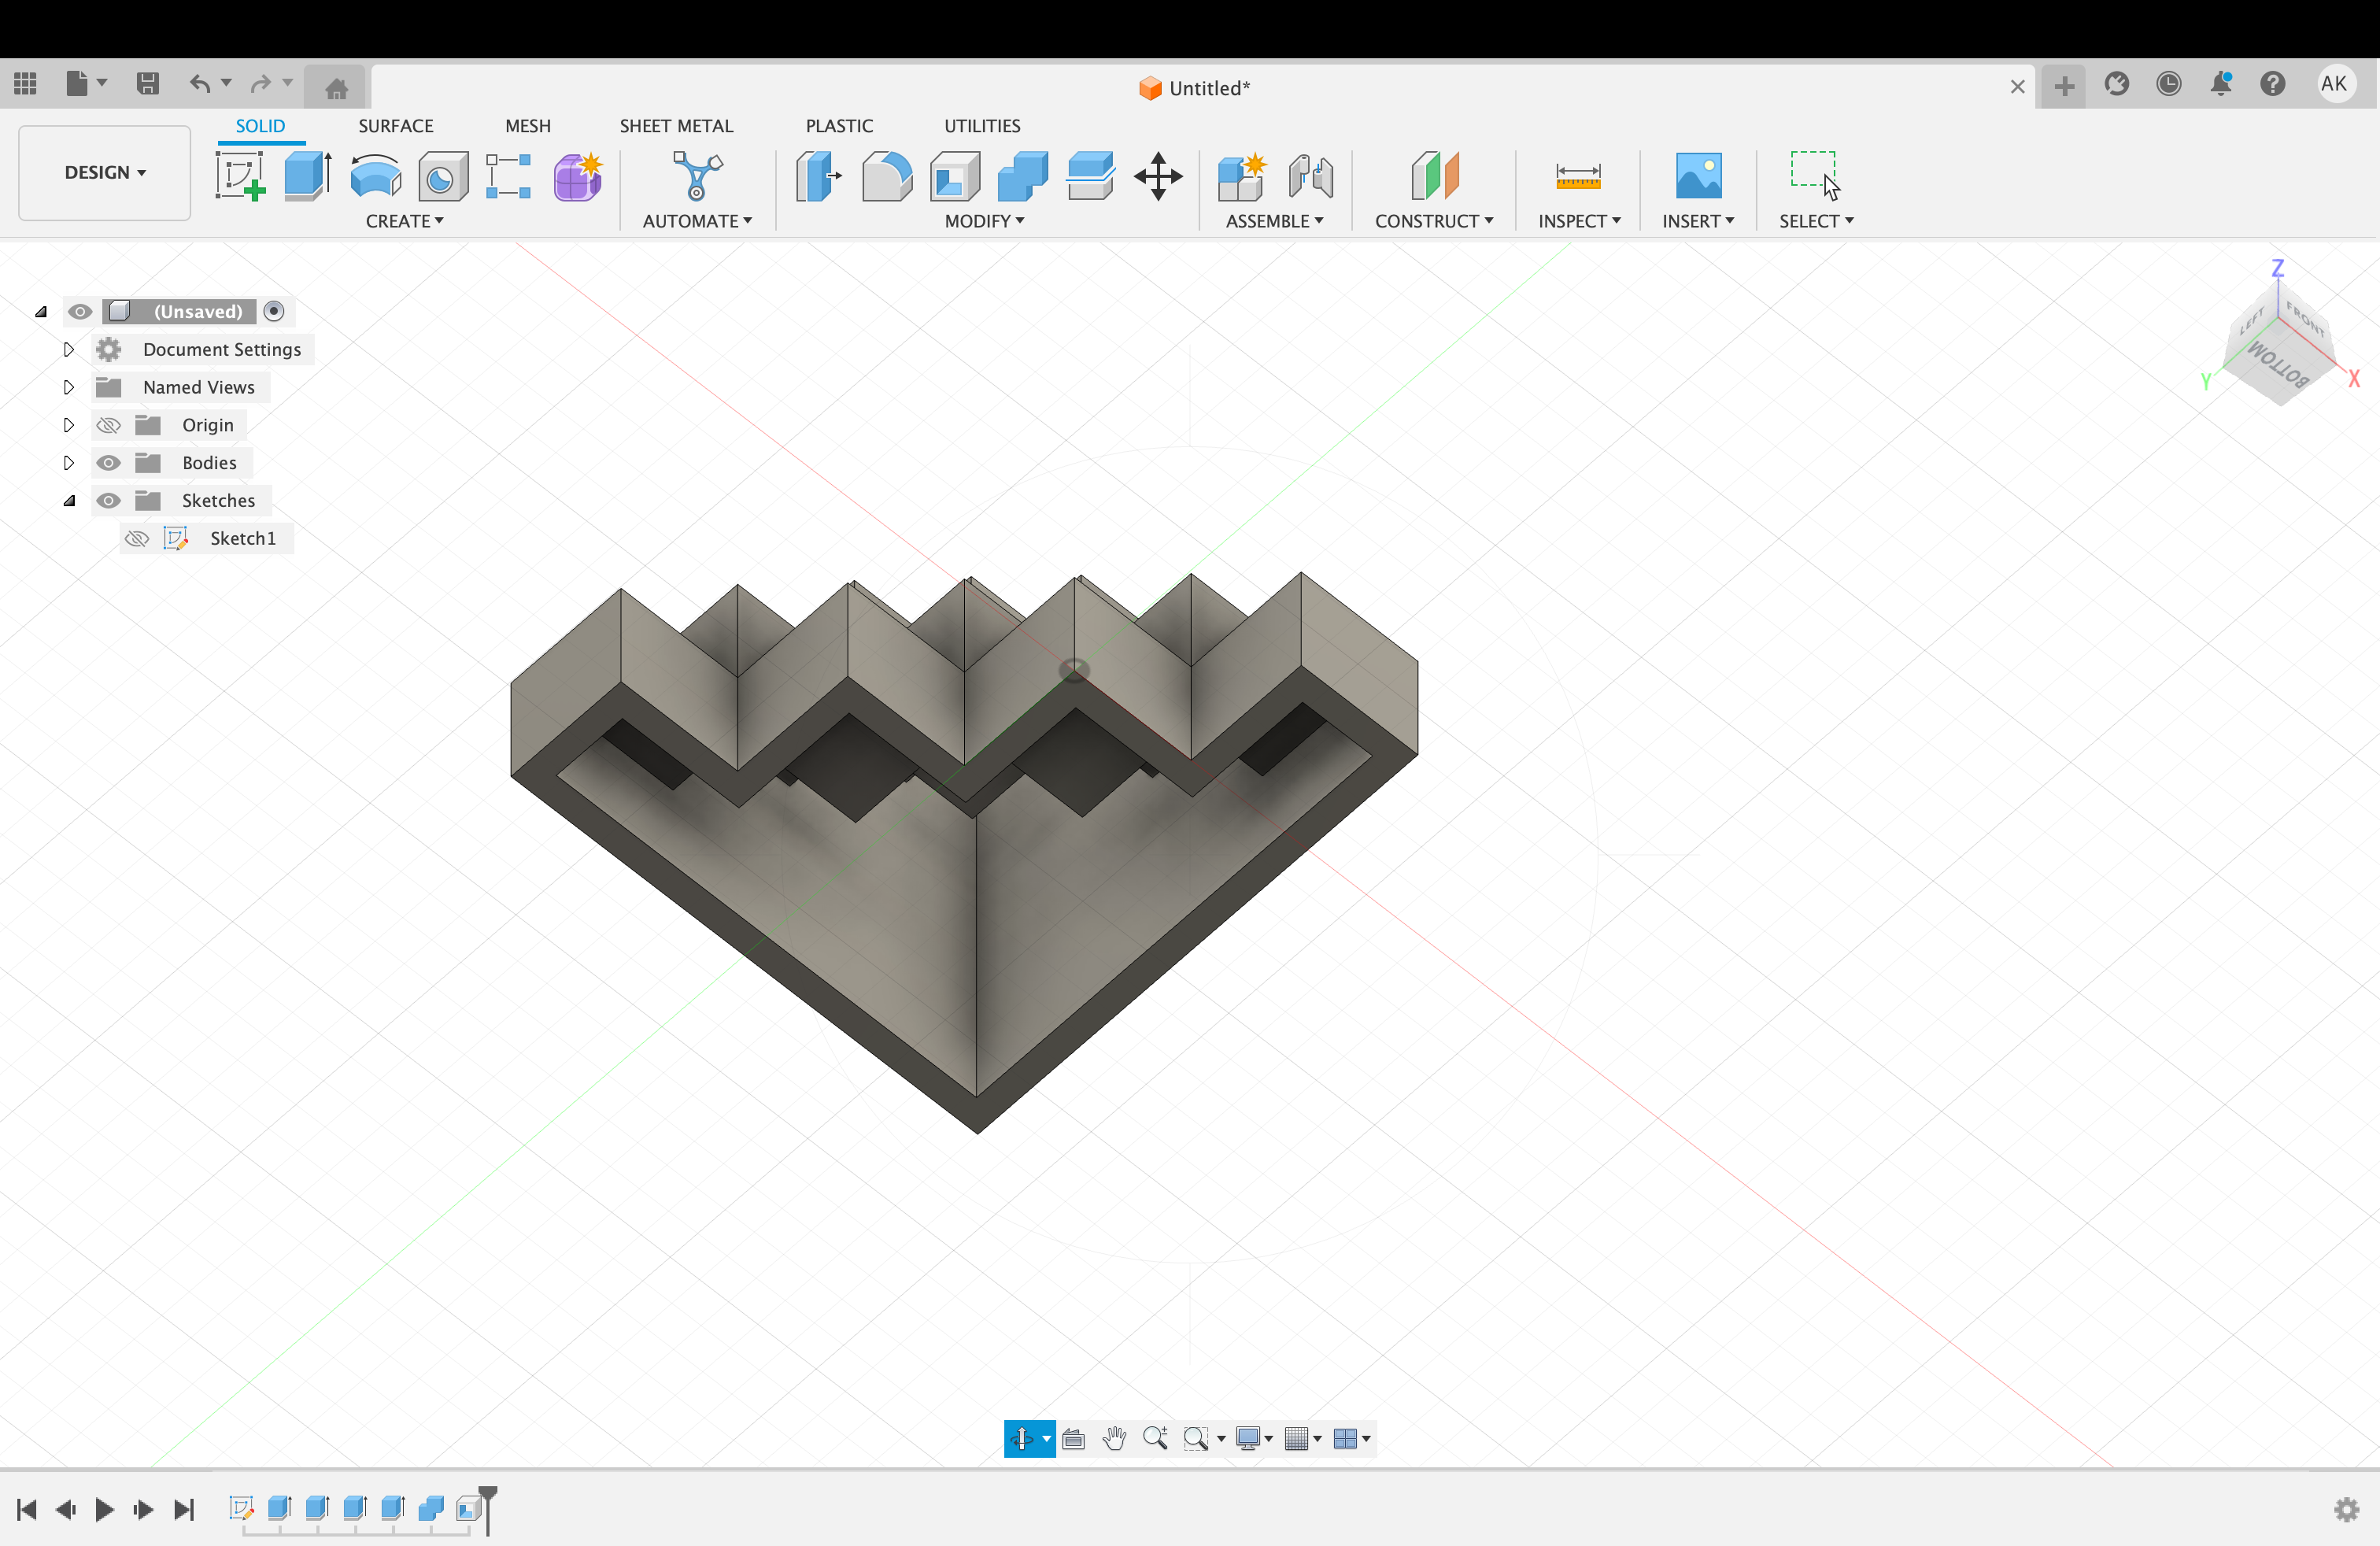 Untitled*
AK
SOLID SURFACE MESH SHEET METAL PLASTIC UTILITIES
DESIGN
CREATE AUTOMATE MODIFY ASSEMBLE CONSTRUCT INSPECT INSERT SELECT
Z
LEFT FRONT
BOTTOM
Y X
(Unsaved)
Document Settings
Named Views
Origin
Bodies
Sketches
Sketch1